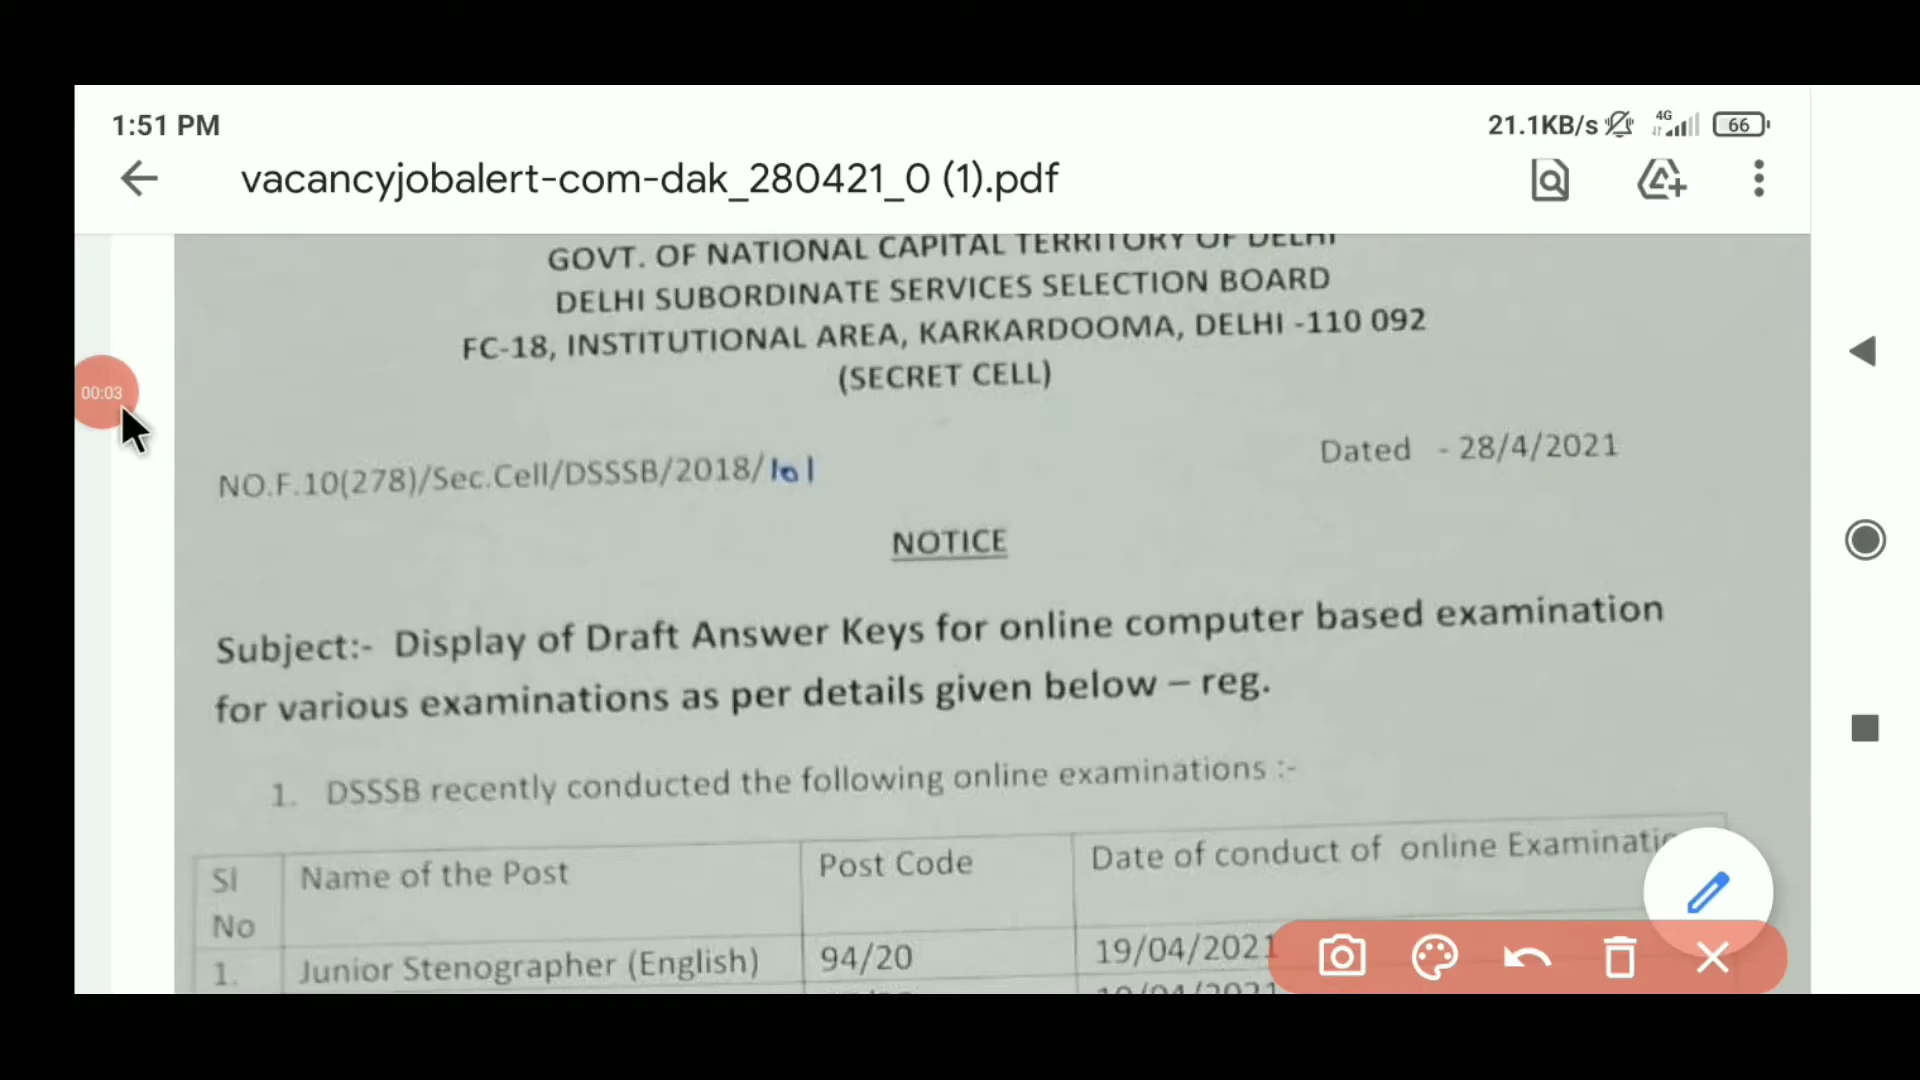 1:51 PM
21.1KB/s 4G 66
vacancyjobalert-com-dak_280421_0 (1).pdf
GOVT. OF NATIONAL CAPITAL TERRITORY OF DELHI
DELHI SUBORDINATE SERVICES SELECTION BOARD
FC-18, INSTITUTIONAL AREA, KARKARDOOMA, DELHI -110 092
(SECRET CELL)
00:03
NO.F.10(278)/Sec.Cell/DSSSB/2018/101
Dated - 28/4/2021
NOTICE
Subject:- Display of Draft Answer Keys for online computer based examination
for various examinations as per details given below – reg.
1. DSSSB recently conducted the following online examinations :-
Sl No Name of the Post Post Code Date of conduct of online
1. Junior Stenographer (English) 94/20 19/04/2021